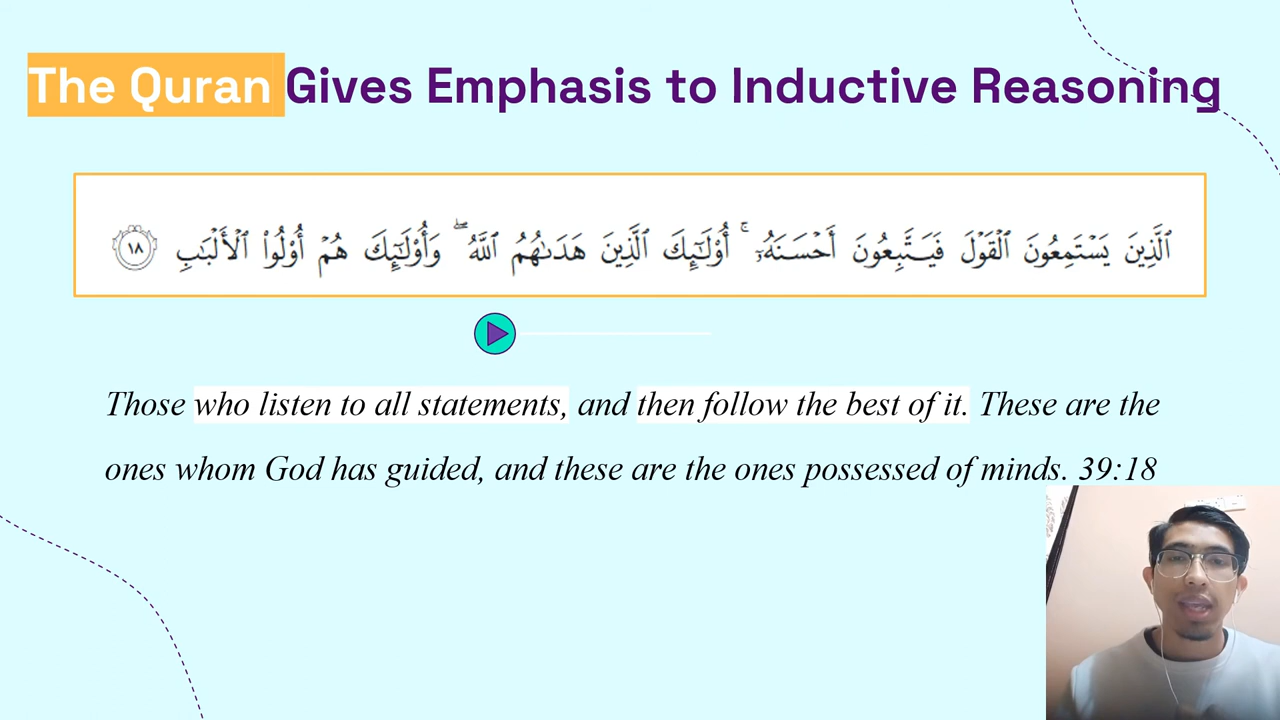 The Quran Gives Emphasis to Inductive Reasoning
ٱلَّذِينَ يَسْتَمِعُونَ ٱلْقَوْلَ فَيَتَّبِعُونَ أَحْسَنَهُۥٓ ۚ أُو۟لَـٰٓئِكَ ٱلَّذِينَ هَدَىٰهُمُ ٱللَّهُ ۖ وَأُو۟لَـٰٓئِكَ هُمْ أُو۟لُوا۟ ٱلْأَلْبَـٰبِ ١٨
Those who listen to all statements, and then follow the best of it. These are the
ones whom God has guided, and these are the ones possessed of minds. 39:18